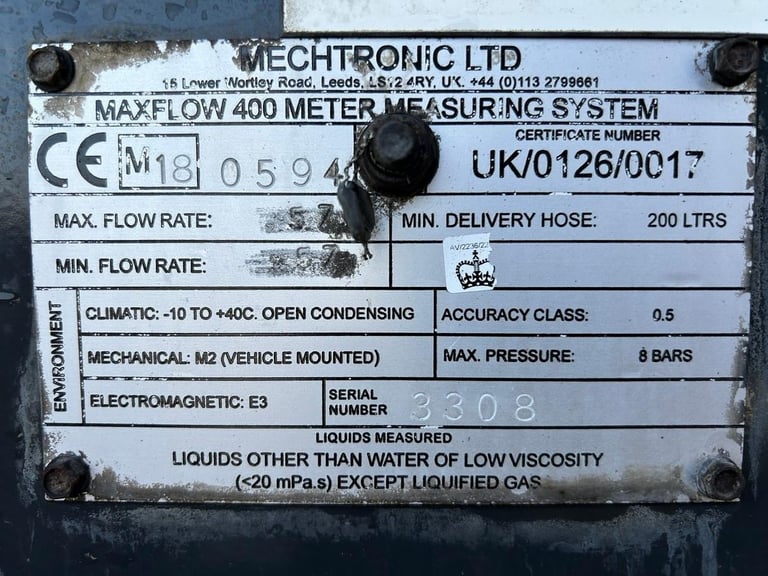 MECHTRONIC LTD
15 Lower Wortley Road, Leeds, LS12 4RY, UK. +44 (0)113 2799661
MAXFLOW 400 METER MEASURING SYSTEM
CE M18 0594
CERTIFICATE NUMBER
UK/0126/0017
MAX. FLOW RATE:
MIN. DELIVERY HOSE: 200 LTRS
MIN. FLOW RATE:
AV/2236/22
ENVIRONMENT
CLIMATIC: -10 TO +40C. OPEN CONDENSING
ACCURACY CLASS: 0.5
MECHANICAL: M2 (VEHICLE MOUNTED)
MAX. PRESSURE: 8 BARS
ELECTROMAGNETIC: E3
SERIAL NUMBER 3308
LIQUIDS MEASURED
LIQUIDS OTHER THAN WATER OF LOW VISCOSITY
(<20 mPa.s) EXCEPT LIQUIFIED GAS